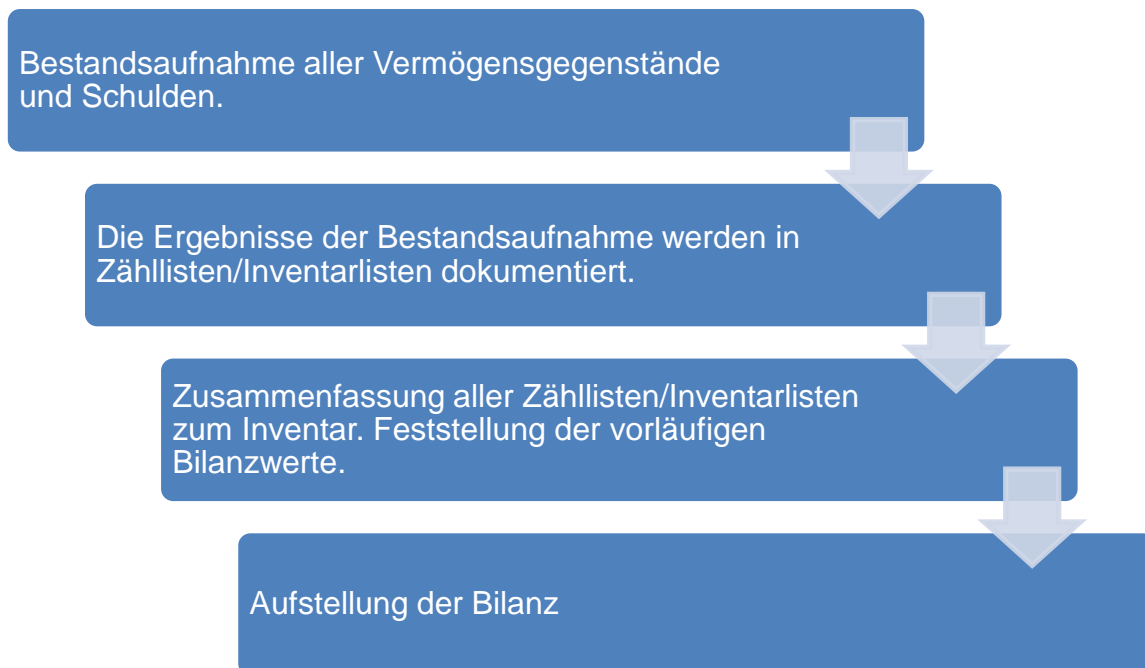 Bestandsaufnahme aller Vermögensgegenstände
und Schulden.
Die Ergebnisse der Bestandsaufnahme werden in
Zähllisten/Inventarlisten dokumentiert.
Zusammenfassung aller Zähllisten/Inventarlisten
zum Inventar. Feststellung der vorläufigen
Bilanzwerte.
Aufstellung der Bilanz